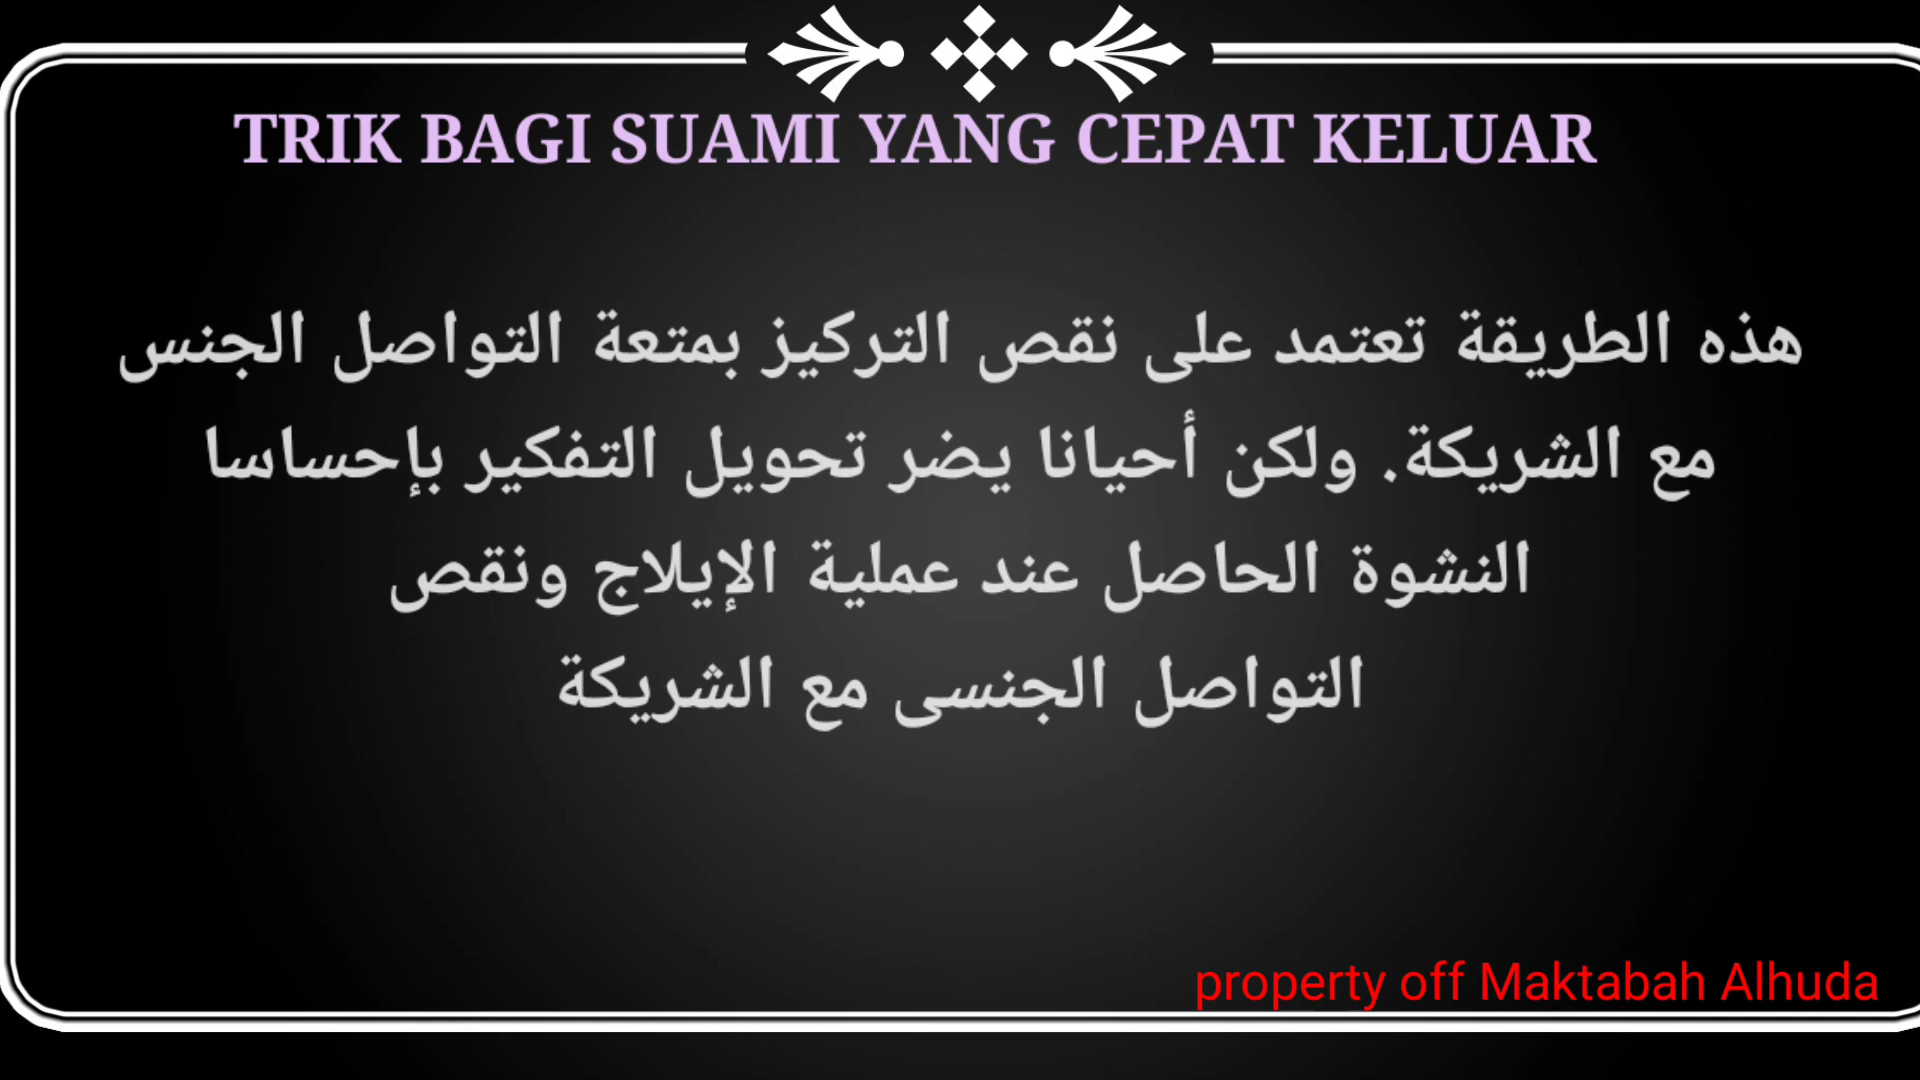 TRIK BAGI SUAMI YANG CEPAT KELUAR
هذه الطريقة تعتمد على نقص التركيز بمتعة التواصل الجنس
مع الشريكة. ولكن أحيانا يضر تحويل التفكير بإحساسا
النشوة الحاصل عند عملية الإيلاج ونقص
التواصل الجنسى مع الشريكة
property off Maktabah Alhuda